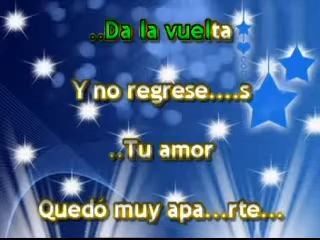 ..Da la vuelta
Y no regrese....s
..Tu amor
Quedó muy apa...rte...